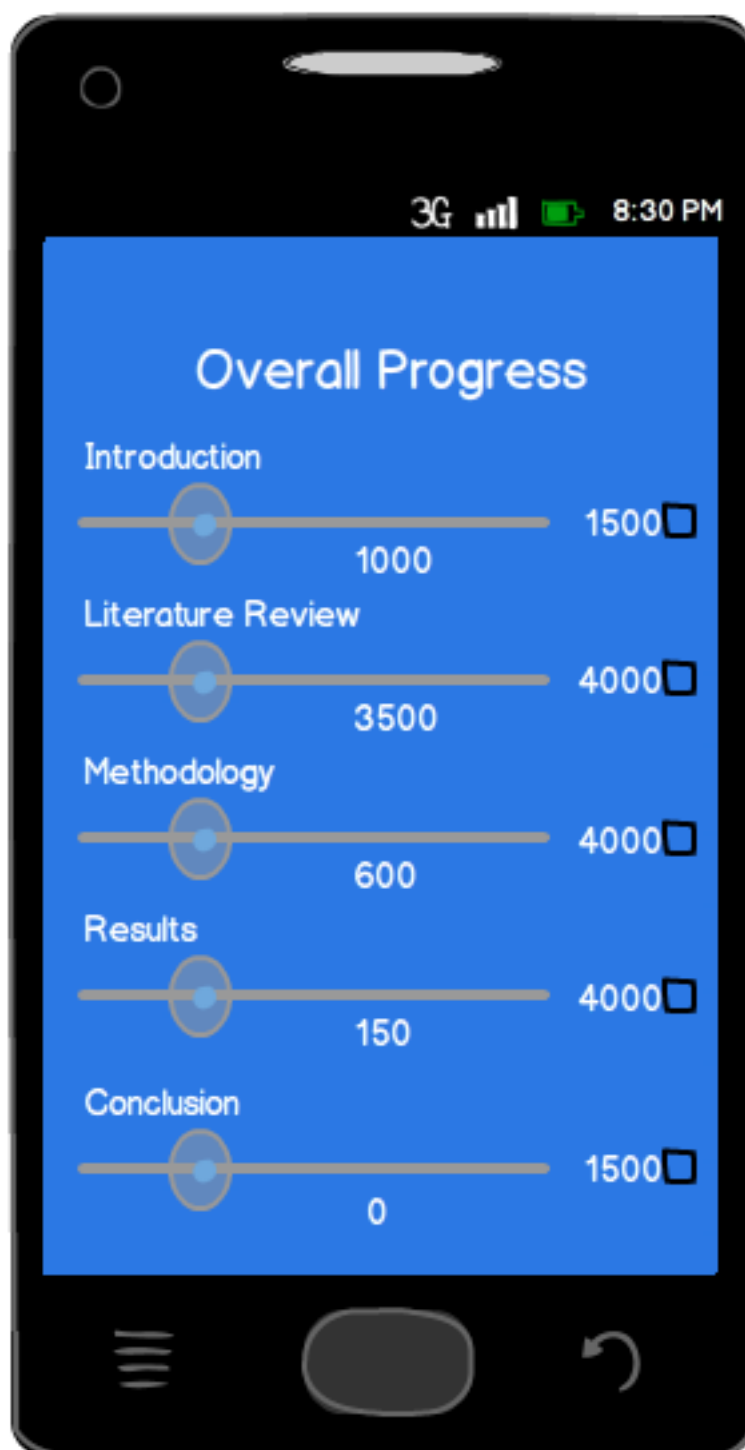 3G 8:30 PM
Overall Progress
Introduction
1500
1000
Literature Review
4000
3500
Methodology
4000
600
Results
4000
150
Conclusion
1500
0